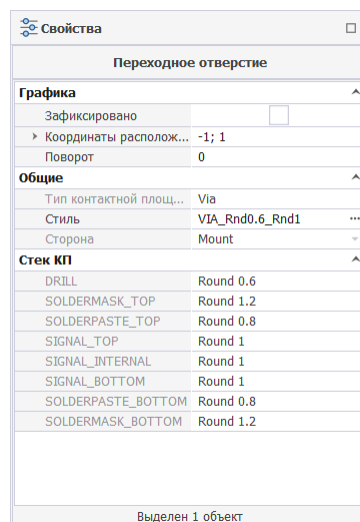 Свойства
Переходное отверстие
Графика
Зафиксировано
Координаты располож... -1; 1
Поворот 0
Общие
Тип контактной площ... Via
Стиль VIA_Rnd0.6_Rnd1 ...
Сторона Mount
Стек КП
DRILL Round 0.6
SOLDERMASK_TOP Round 1.2
SOLDERPASTE_TOP Round 0.8
SIGNAL_TOP Round 1
SIGNAL_INTERNAL Round 1
SIGNAL_BOTTOM Round 1
SOLDERPASTE_BOTTOM Round 0.8
SOLDERMASK_BOTTOM Round 1.2
Выделен 1 объект